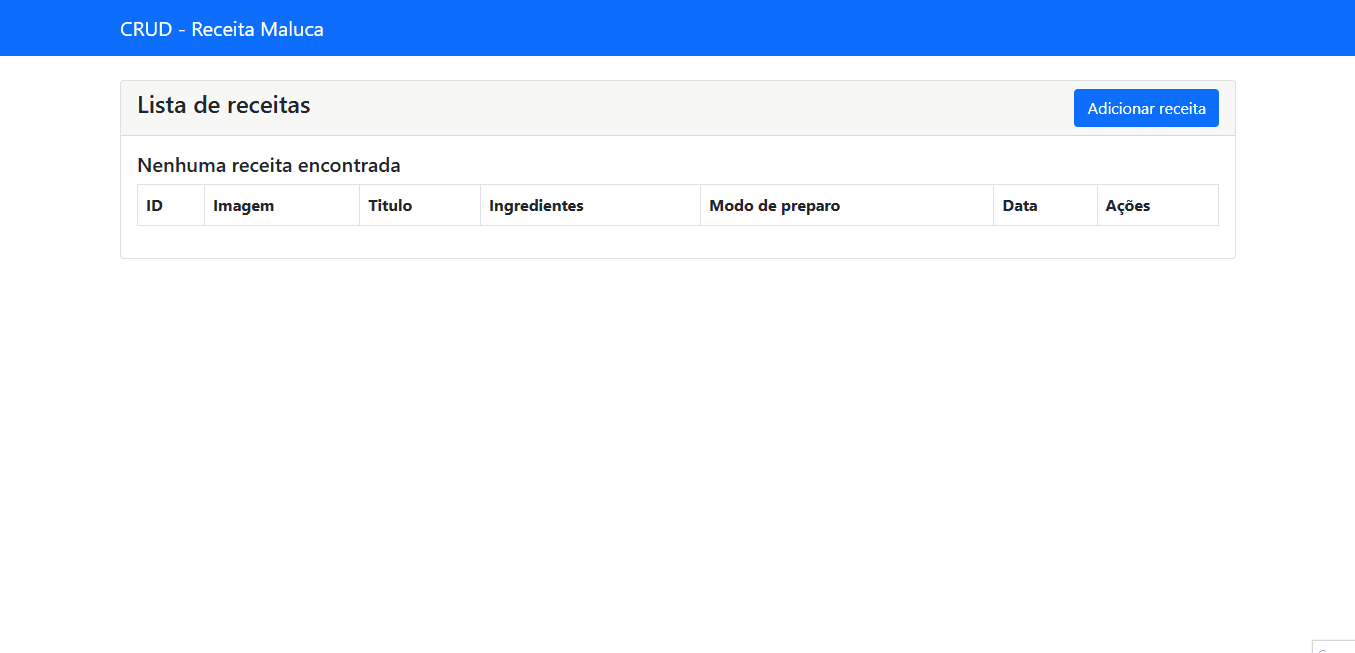 CRUD - Receita Maluca
Lista de receitas
Adicionar receita
Nenhuma receita encontrada
ID Imagem Titulo Ingredientes Modo de preparo Data Ações